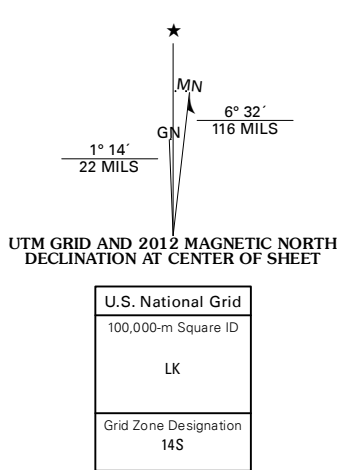 ★
MN
6° 32´
116 MILS
GN
1° 14´
22 MILS
UTM GRID AND 2012 MAGNETIC NORTH
DECLINATION AT CENTER OF SHEET
U.S. National Grid
100,000-m Square ID
LK
Grid Zone Designation
14S